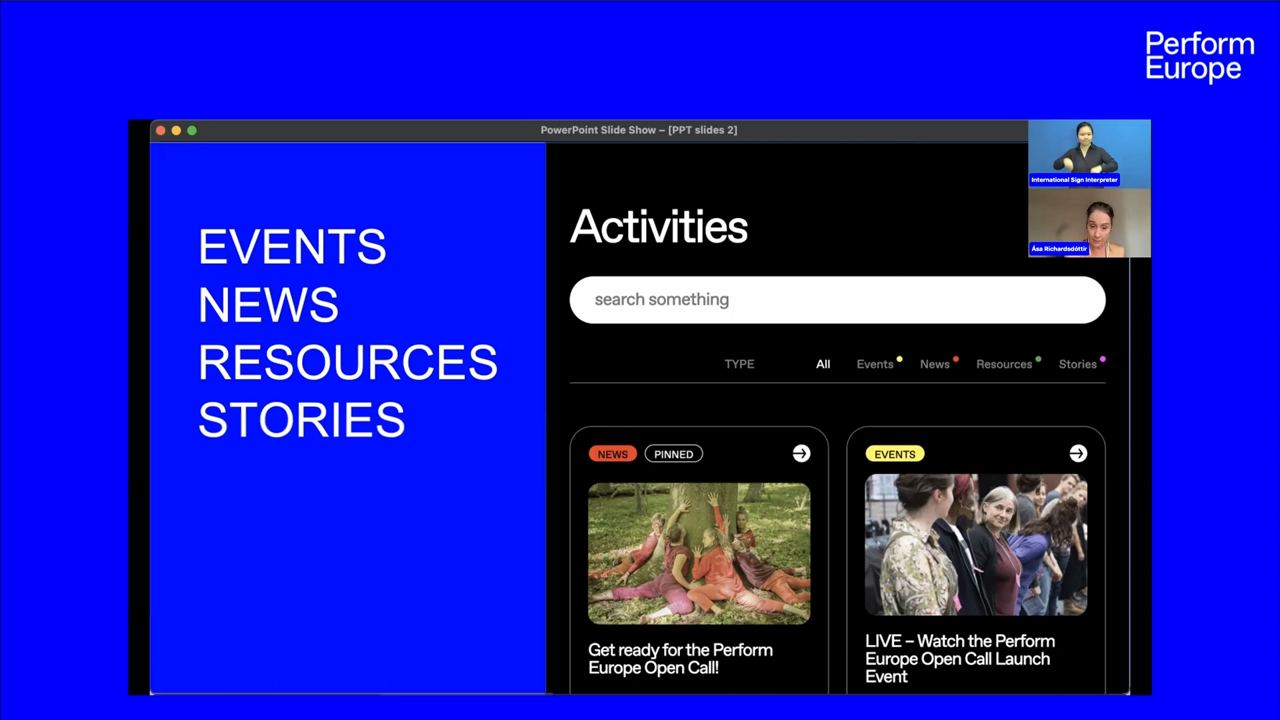 Perform
Europe
PowerPoint Slide Show – [PPT slides 2]
International Sign Interpreter
Ása Richardsdóttir
EVENTS
NEWS
RESOURCES
STORIES
Activities
search something
TYPE All Events News Resources Stories
NEWS PINNED
Get ready for the Perform
Europe Open Call!
EVENTS
LIVE – Watch the Perform
Europe Open Call Launch
Event